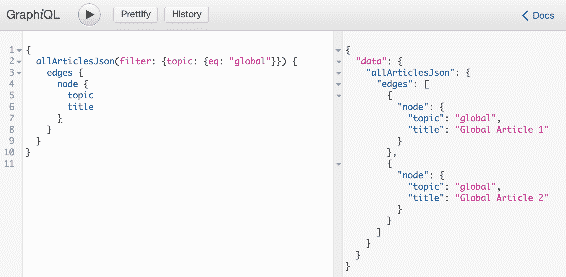 GraphiQL Prettify History Docs
1 {
2 allArticlesJson(filter: {topic: {eq: "global"}}) {
3 edges {
4 node {
5 topic
6 title
7 }
8 }
9 }
10 }
11
{
"data": {
"allArticlesJson": {
"edges": [
{
"node": {
"topic": "global",
"title": "Global Article 1"
}
},
{
"node": {
"topic": "global",
"title": "Global Article 2"
}
}
]
}
}
}